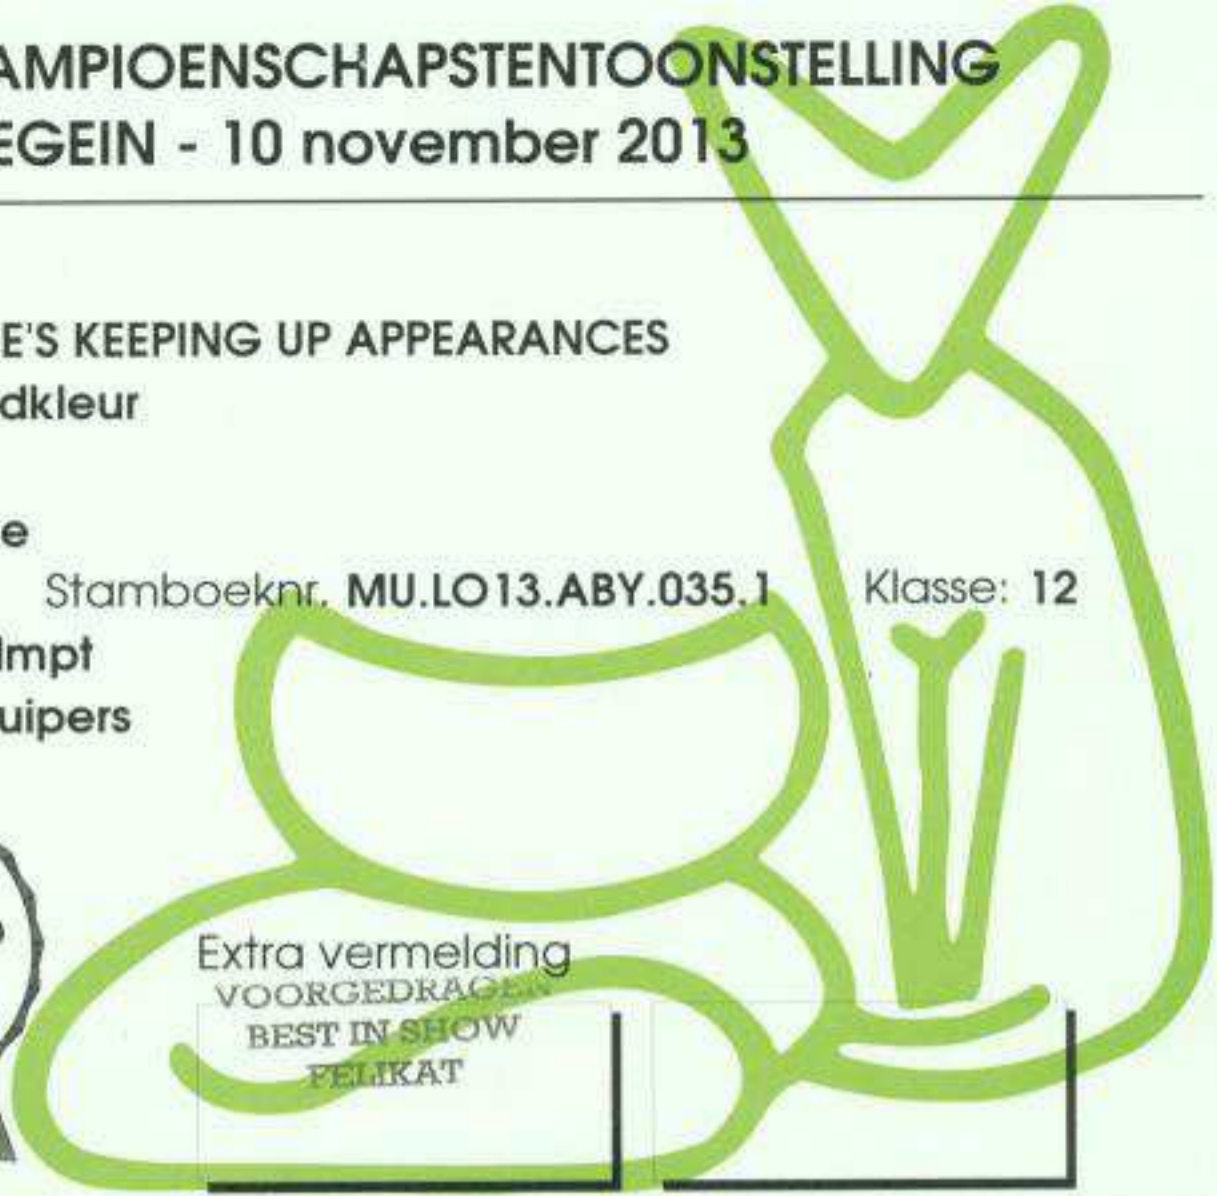 AMPIOENSCHAPSTENTOONSTELLING
EGEIN - 10 november 2013
E'S KEEPING UP APPEARANCES
dkleur
e
Stamboeknr. MU.LO13.ABY.035.1 Klasse: 12
lmpt
uipers
Extra vermelding
VOORGEDRAGEN
BEST IN SHOW
FELIKAT